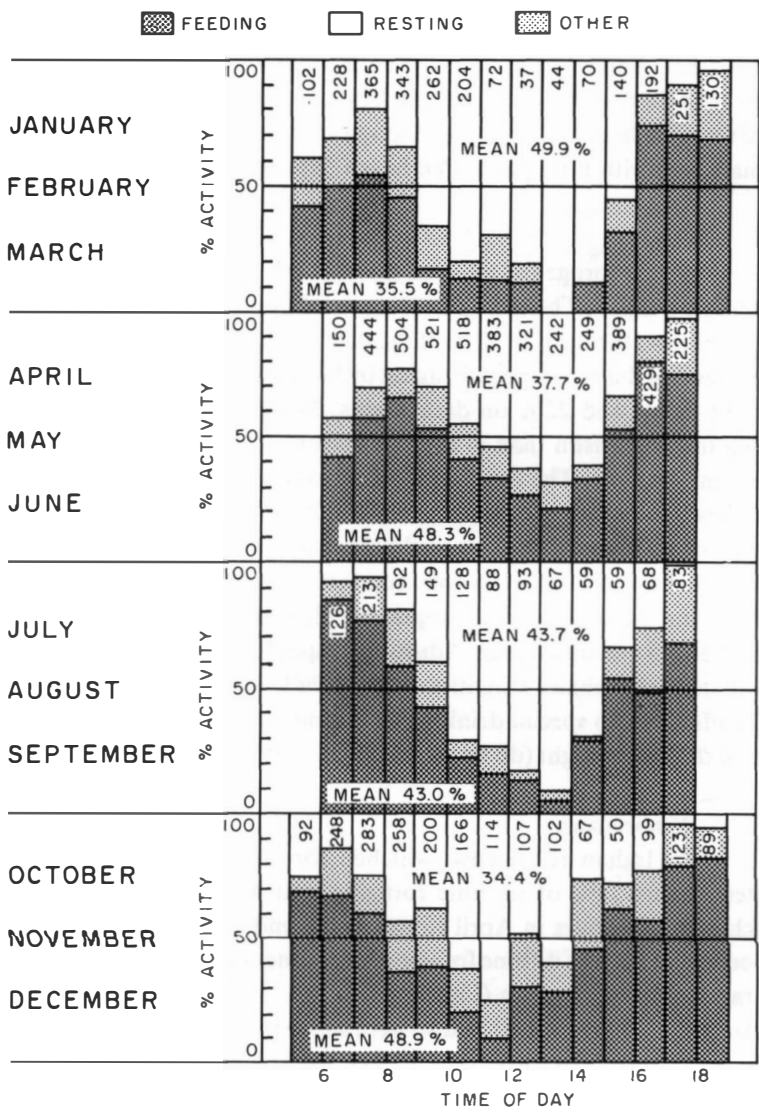 FEEDING RESTING OTHER
100 102 228 365 343 262 204 72 37 44 70 140 192 251 130
JANUARY
MEAN 49.9 %
FEBRUARY
50
MARCH
% ACTIVITY
MEAN 35.5 %
0
100 150 444 504 521 518 383 321 242 249 389 429 225
APRIL
MEAN 37.7 %
MAY
50
JUNE
% ACTIVITY
MEAN 48.3 %
0
100 126 213 192 149 128 88 93 67 59 59 68 83
JULY
MEAN 43.7 %
AUGUST
50
SEPTEMBER
% ACTIVITY
MEAN 43.0 %
0
100 92 248 283 258 200 166 114 107 102 67 50 99 123 89
OCTOBER
MEAN 34.4 %
NOVEMBER
50
DECEMBER
% ACTIVITY
MEAN 48.9 %
0
6 8 10 12 14 16 18
TIME OF DAY